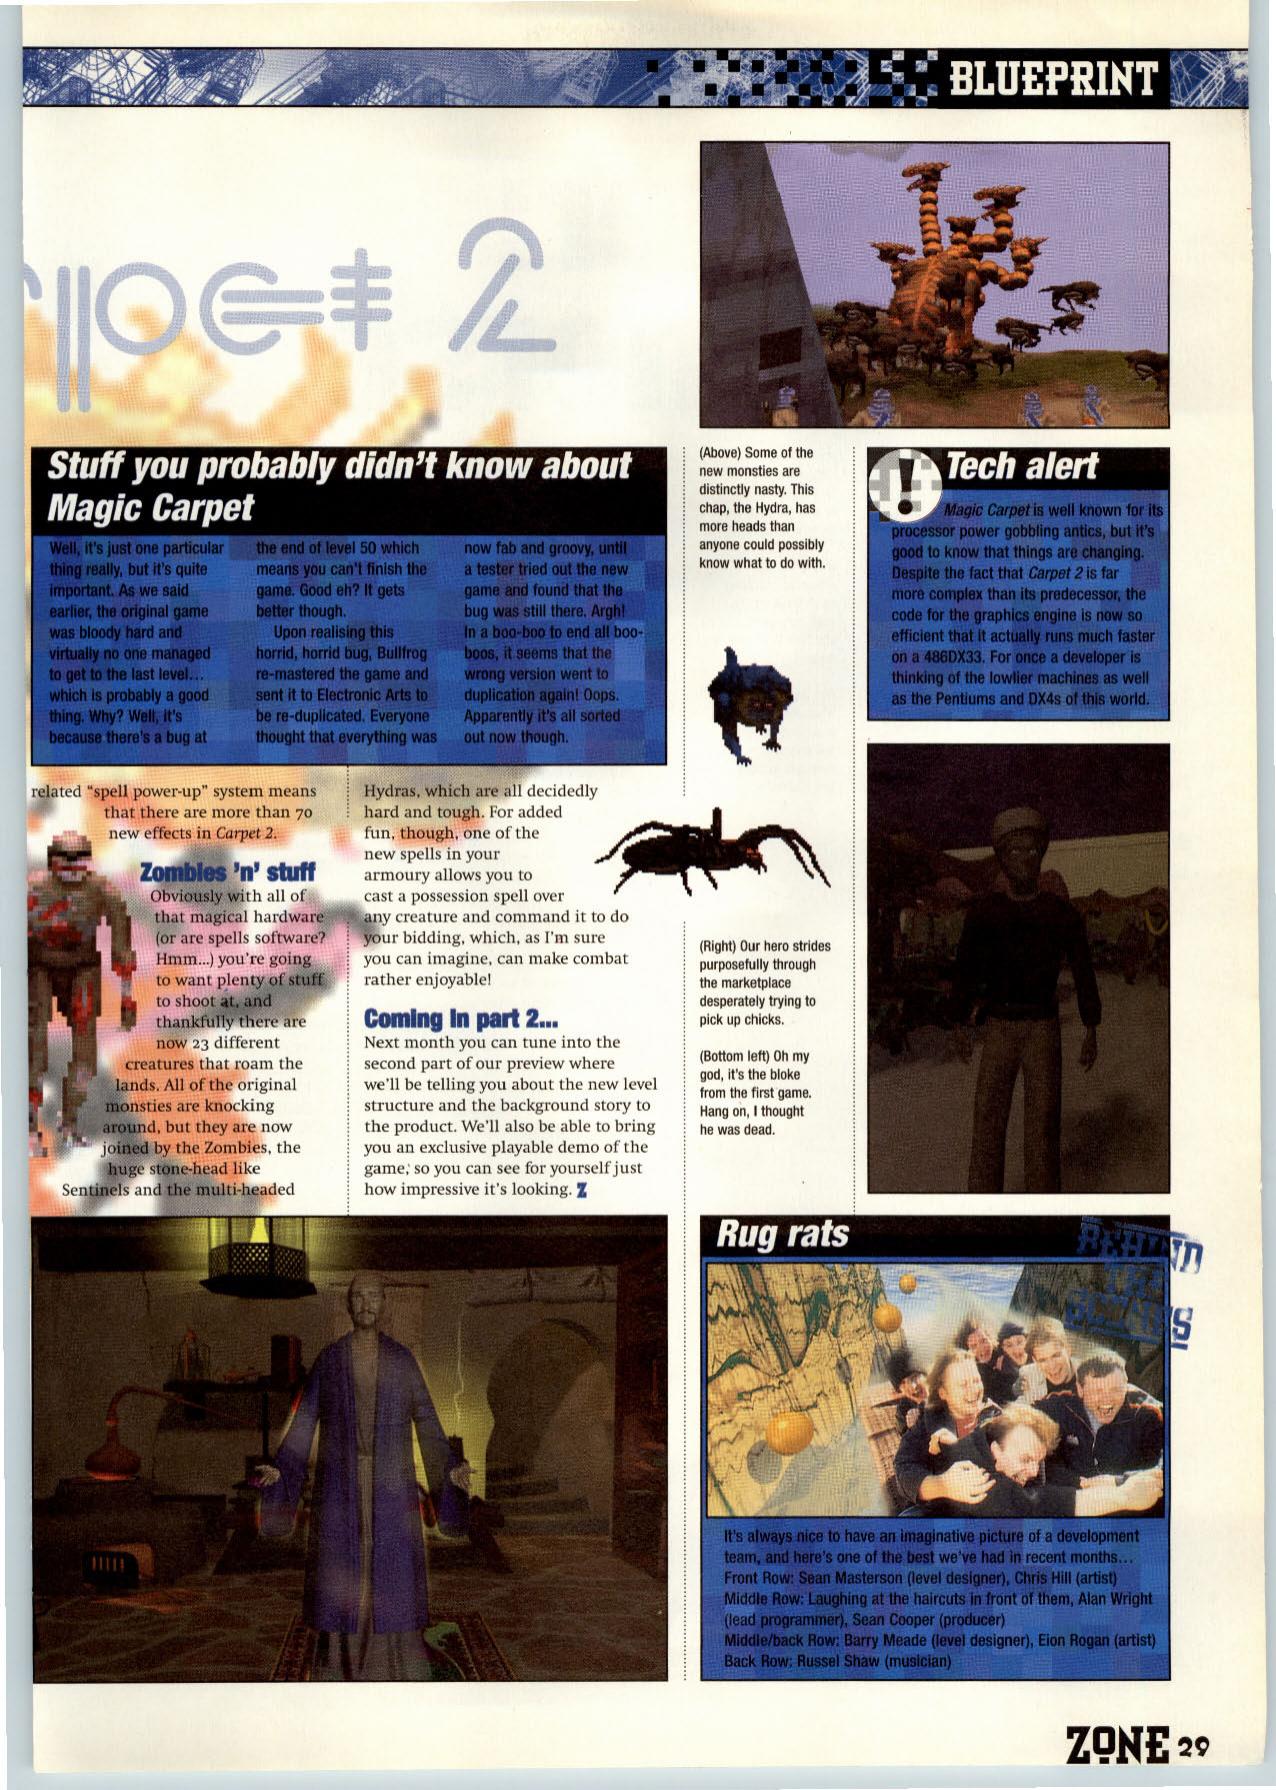 BLUEPRINT
rpet 2
Stuff you probably didn't know about
Magic Carpet
Well, it's just one particular
thing really, but it's quite
important. As we said
earlier, the original game
was bloody hard and
virtually no one managed
to get to the last level...
which is probably a good
thing. Why? Well, it's
because there's a bug at
the end of level 50 which
means you can't finish the
game. Good eh? It gets
better though.
Upon realising this
horrid, horrid bug, Bullfrog
re-mastered the game and
sent it to Electronic Arts to
be re-duplicated. Everyone
thought that everything was
now fab and groovy, until
a tester tried out the new
game and found that the
bug was still there. Argh!
In a boo-boo to end all boo-
boos, it seems that the
wrong version went to
duplication again! Oops.
Apparently it's all sorted
out now though.
related "spell power-up" system means
that there are more than 70
new effects in Carpet 2.
Zombies 'n' stuff
Obviously with all of
that magical hardware
(or are spells software?
Hmm...) you're going
to want plenty of stuff
to shoot at, and
thankfully there are
now 23 different
creatures that roam the
lands. All of the original
monsties are knocking
around, but they are now
joined by the Zombies, the
huge stone-head like
Sentinels and the multi-headed
Hydras, which are all decidedly
hard and tough. For added
fun, though, one of the
new spells in your
armoury allows you to
cast a possession spell over
any creature and command it to do
your bidding, which, as I'm sure
you can imagine, can make combat
rather enjoyable!
Coming in part 2...
Next month you can tune into the
second part of our preview where
we'll be telling you about the new level
structure and the background story to
the product. We'll also be able to bring
you an exclusive playable demo of the
game, so you can see for yourself just
how impressive it's looking. Z
(Above) Some of the
new monsties are
distinctly nasty. This
chap, the Hydra, has
more heads than
anyone could possibly
know what to do with.
! Tech alert
Magic Carpet is well known for its
processor power gobbling antics, but it's
good to know that things are changing.
Despite the fact that Carpet 2 is far
more complex than its predecessor, the
code for the graphics engine is now so
efficient that it actually runs much faster
on a 486DX33. For once a developer is
thinking of the lowlier machines as well
as the Pentiums and DX4s of this world.
(Right) Our hero strides
purposefully through
the marketplace
desperately trying to
pick up chicks.
(Bottom left) Oh my
god, it's the bloke
from the first game.
Hang on, I thought
he was dead.
Rug rats
BEHIND
THE
SCENES
It's always nice to have an imaginative picture of a development
team, and here's one of the best we've had in recent months...
Front Row: Sean Masterson (level designer), Chris Hill (artist)
Middle Row: Laughing at the haircuts in front of them, Alan Wright
(lead programmer), Sean Cooper (producer)
Middle/back Row: Barry Meade (level designer), Eion Rogan (artist)
Back Row: Russel Shaw (musician)
ZONE 29